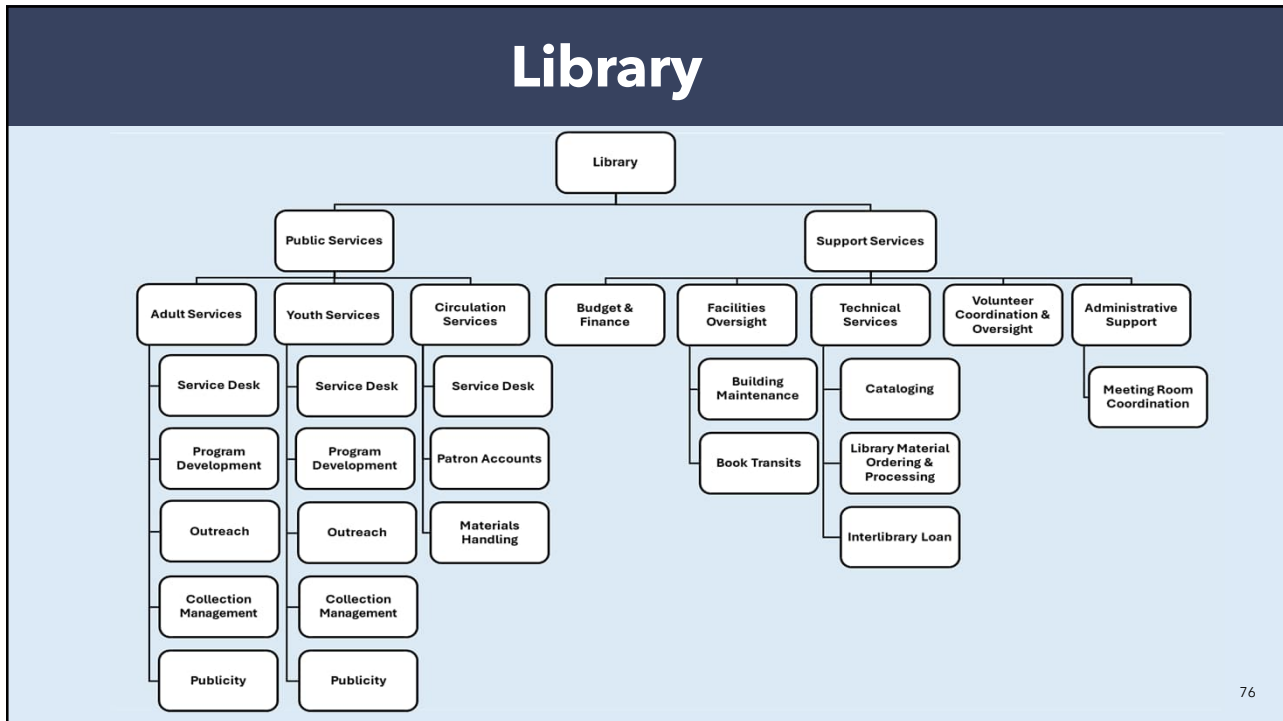 Library
Library
Public Services
Support Services
Adult Services
Youth Services
Circulation
Services
Budget &
Finance
Facilities
Oversight
Technical
Services
Volunteer
Coordination &
Oversight
Administrative
Support
Service Desk
Program
Development
Outreach
Collection
Management
Publicity
Service Desk
Program
Development
Outreach
Collection
Management
Publicity
Service Desk
Patron Accounts
Materials
Handling
Building
Maintenance
Book Transits
Cataloging
Library Material
Ordering &
Processing
Interlibrary Loan
Meeting Room
Coordination
76